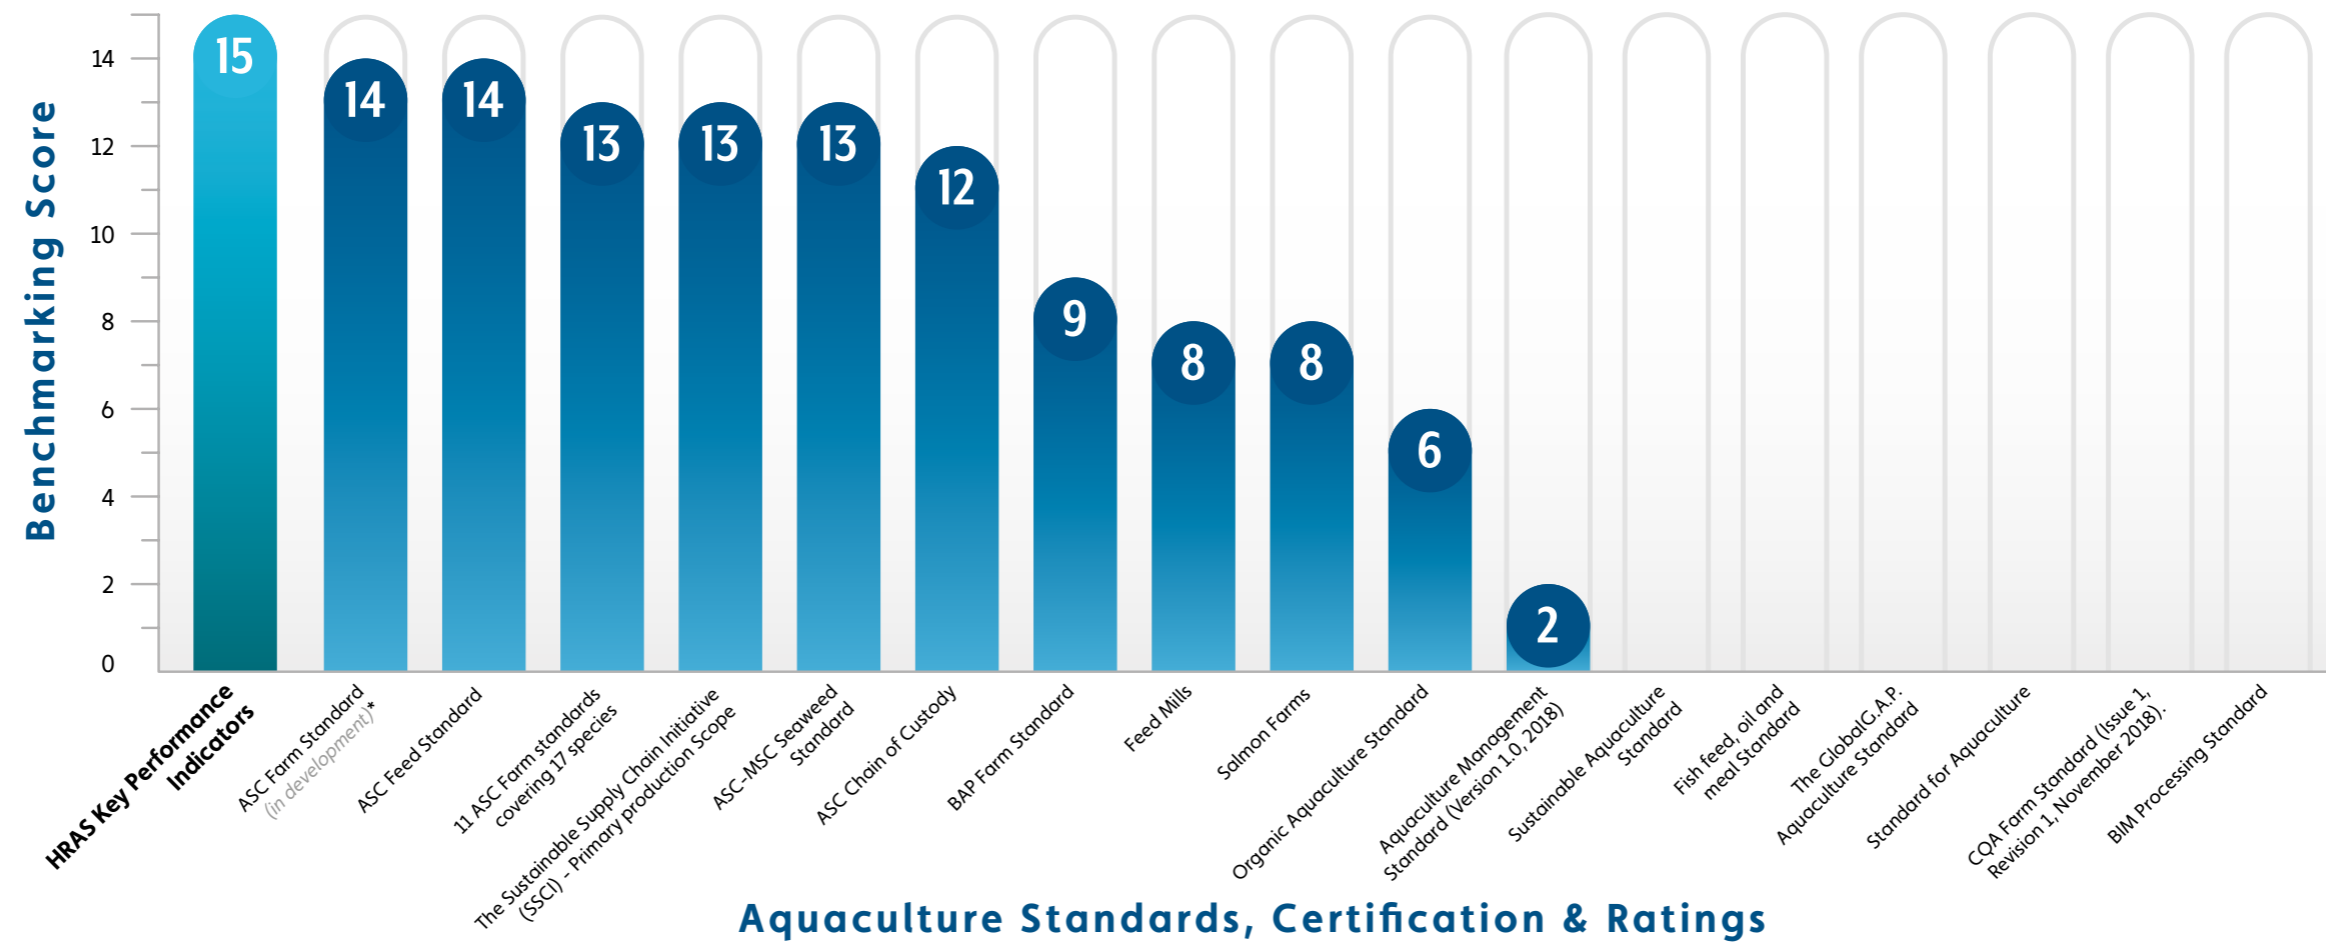 Benchmarking Score
14
12
10
8
6
4
2
0
15
14
14
13
13
13
12
9
8
8
6
2
HRAS Key Performance
Indicators
ASC Farm Standard
(in development)*
ASC Feed Standard
11 ASC Farm standards
covering 17 species
The Sustainable Supply Chain Initiative
(SSCI) - Primary production Scope
ASC-MSC Seaweed
Standard
ASC Chain of Custody
BAP Farm Standard
Feed Mills
Salmon Farms
Organic Aquaculture Standard
Aquaculture Management
Standard (Version 1.0, 2018)
Sustainable Aquaculture
Standard
Fish feed, oil and
meal Standard
The GlobalG.A.P.
Aquaculture Standard
Standard for Aquaculture
CQA Farm Standard (Issue 1,
Revision 1, November 2018).
BIM Processing Standard
Aquaculture Standards, Certification & Ratings